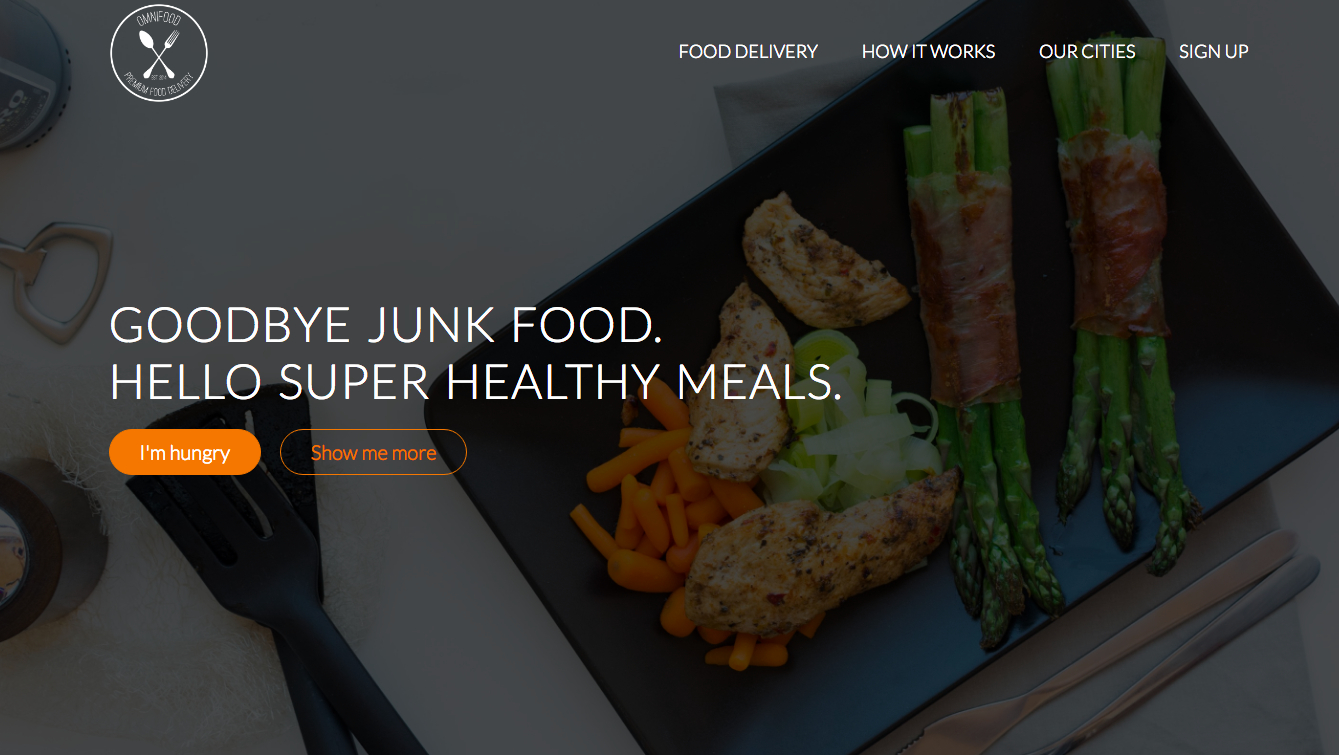 OMNIFOOD
EST 2014
PREMIUM FOOD DELIVERY
FOOD DELIVERY HOW IT WORKS OUR CITIES SIGN UP
GOODBYE JUNK FOOD.
HELLO SUPER HEALTHY MEALS.
I'm hungry Show me more